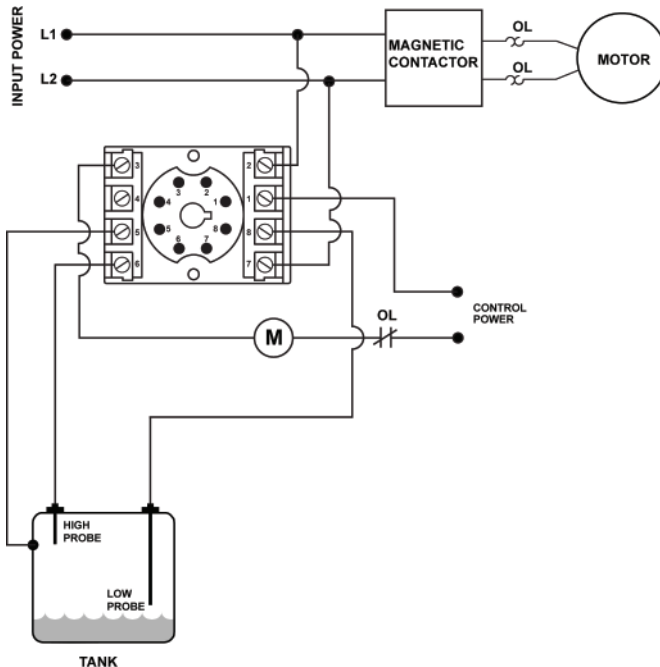 INPUT POWER
L1
L2
MAGNETIC
CONTACTOR
OL
OL
MOTOR
3
4
5
6
3
2
4
1
5
8
6
7
2
1
8
7
M
OL
CONTROL
POWER
HIGH
PROBE
LOW
PROBE
TANK